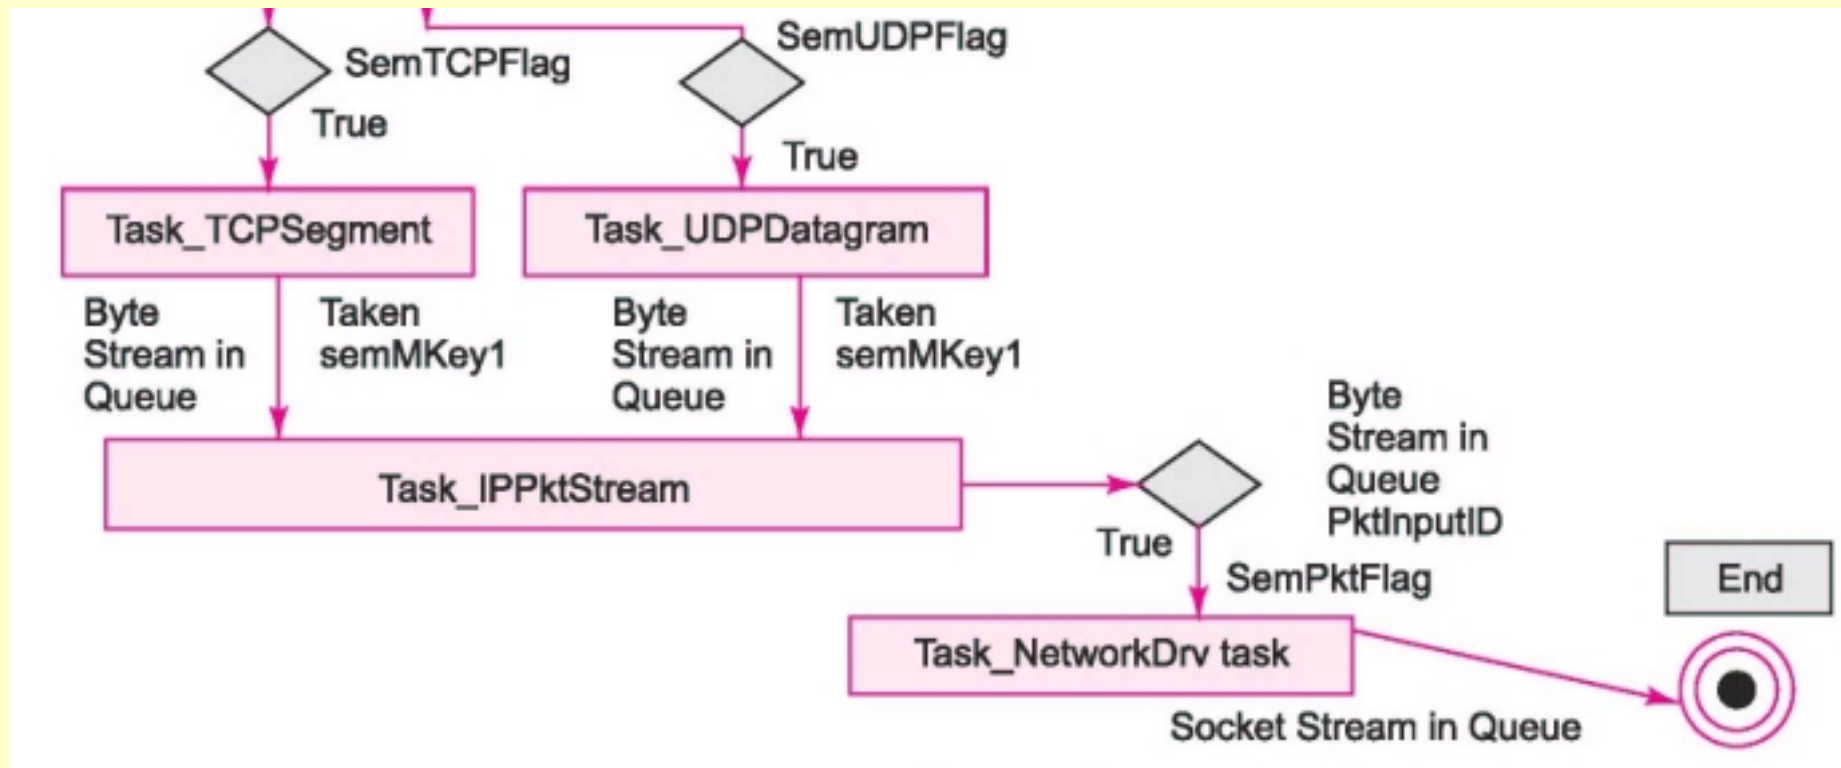 SemUDPFlag
SemTCPFlag
True
True
Task_TCPSegment
Task_UDPDatagram
Byte
Stream in
Queue
Taken
semMKey1
Byte
Stream in
Queue
Taken
semMKey1
Byte
Stream in
Queue
PktInputID
Task_IPPktStream
True
SemPktFlag
End
Task_NetworkDrv task
Socket Stream in Queue